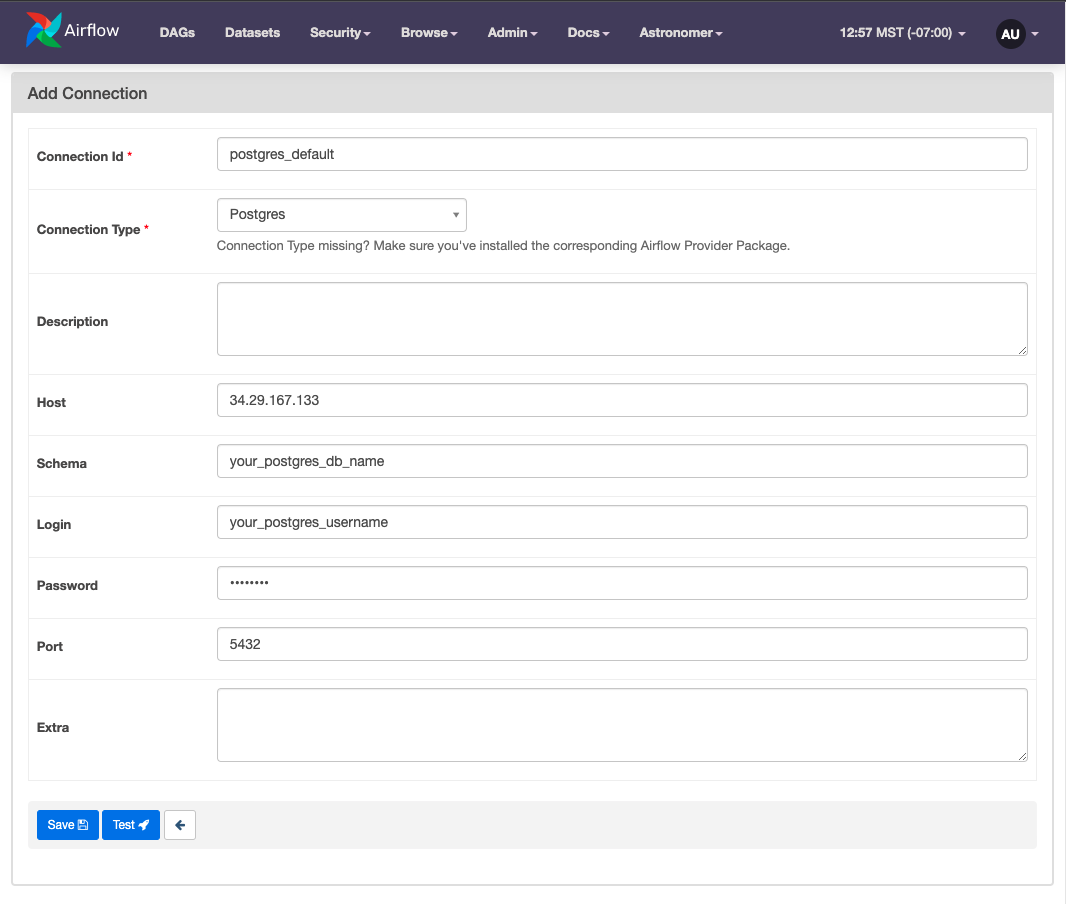 Airflow DAGs Datasets Security Browse Admin Docs Astronomer 12:57 MST (-07:00) AU
Add Connection
Connection Id * postgres_default
Connection Type * Postgres
Connection Type missing? Make sure you've installed the corresponding Airflow Provider Package.
Description
Host 34.29.167.133
Schema your_postgres_db_name
Login your_postgres_username
Password ••••••••
Port 5432
Extra
Save Test